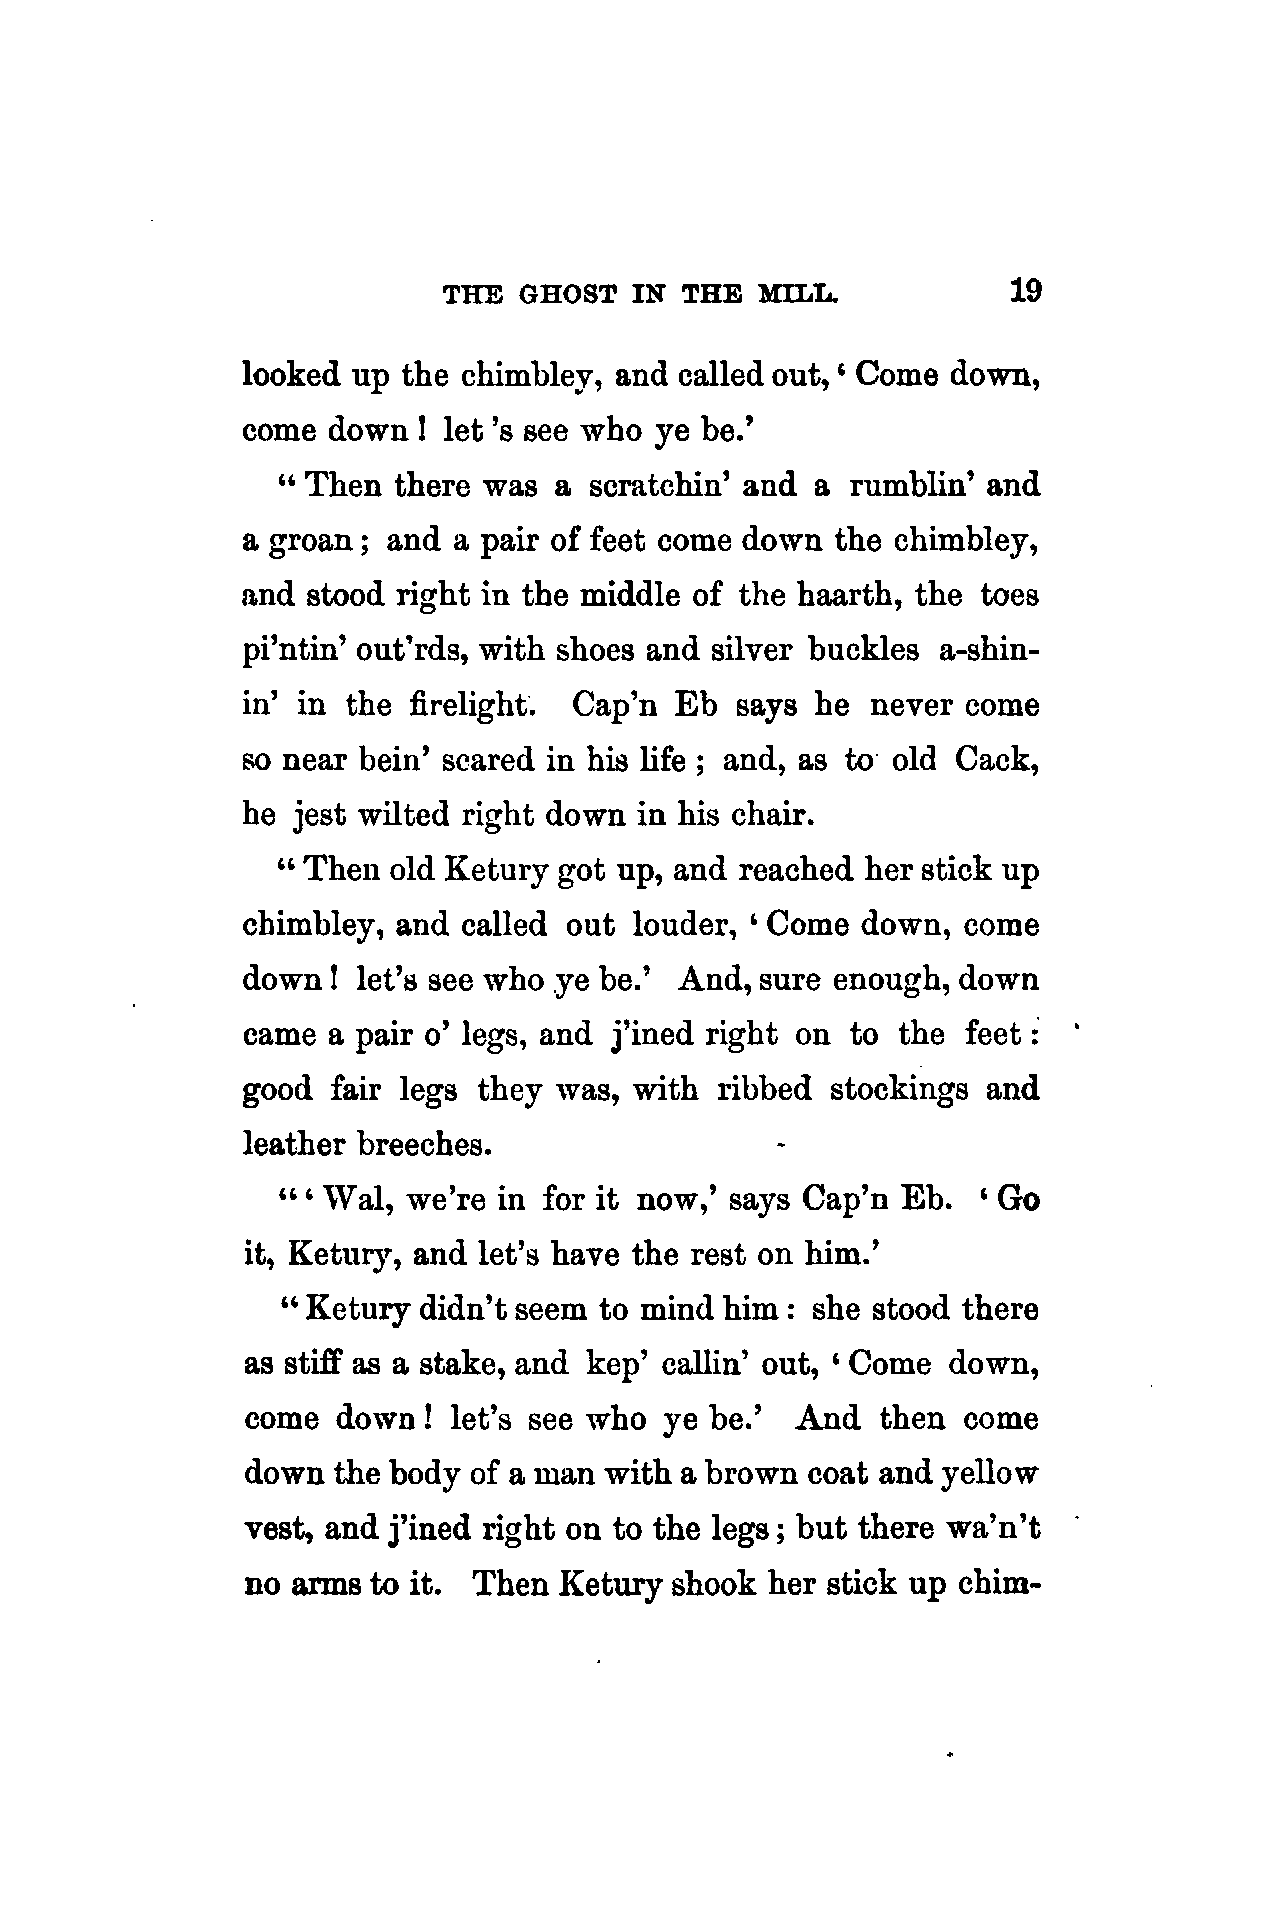 THE GHOST IN THE MILL. 19
looked up the chimbley, and called out, ‘ Come down,
come down ! let 's see who ye be.’
“ Then there was a scratchin’ and a rumblin’ and
a groan ; and a pair of feet come down the chimbley,
and stood right in the middle of the haarth, the toes
pi’ntin’ out’rds, with shoes and silver buckles a-shin-
in’ in the firelight. Cap’n Eb says he never come
so near bein’ scared in his life ; and, as to old Cack,
he jest wilted right down in his chair.
“ Then old Ketury got up, and reached her stick up
chimbley, and called out louder, ‘ Come down, come
down ! let’s see who ye be.’ And, sure enough, down
came a pair o’ legs, and j’ined right on to the feet :
good fair legs they was, with ribbed stockings and
leather breeches.
“ ‘ Wal, we’re in for it now,’ says Cap’n Eb. ‘ Go
it, Ketury, and let’s have the rest on him.’
“ Ketury didn’t seem to mind him : she stood there
as stiff as a stake, and kep’ callin’ out, ‘ Come down,
come down ! let’s see who ye be.’ And then come
down the body of a man with a brown coat and yellow
vest, and j’ined right on to the legs ; but there wa’n’t
no arms to it. Then Ketury shook her stick up chim-